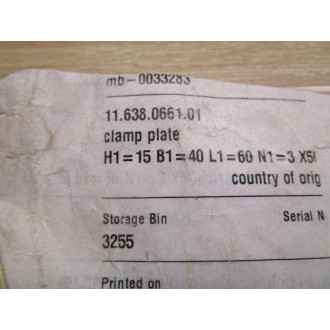 mb-0033283
11.638.0661.01
clamp plate
H1=15 B1=40 L1=60 N1=3 X5
country of orig
Storage Bin Serial N
3255
Printed on